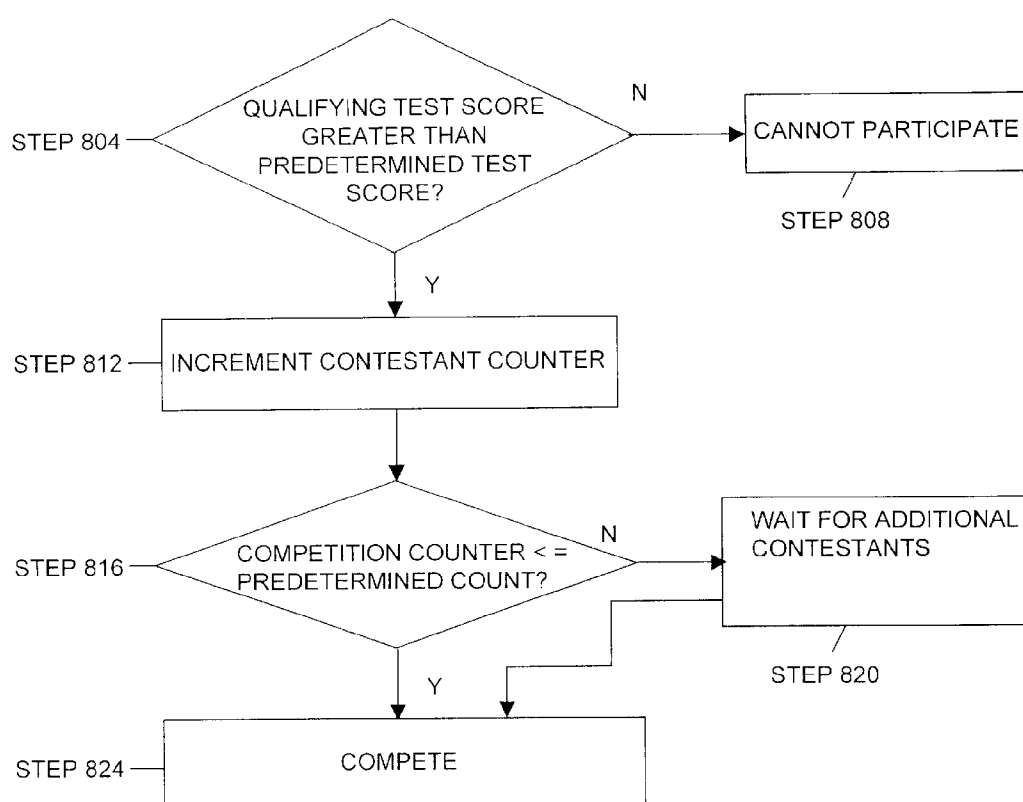 QUALIFYING TEST SCORE
GREATER THAN
PREDETERMINED TEST
SCORE?
STEP 804
N
CANNOT PARTICIPATE
STEP 808
Y
STEP 812
INCREMENT CONTESTANT COUNTER
STEP 816
COMPETITION COUNTER < =
PREDETERMINED COUNT?
N
WAIT FOR ADDITIONAL
CONTESTANTS
STEP 820
Y
STEP 824
COMPETE